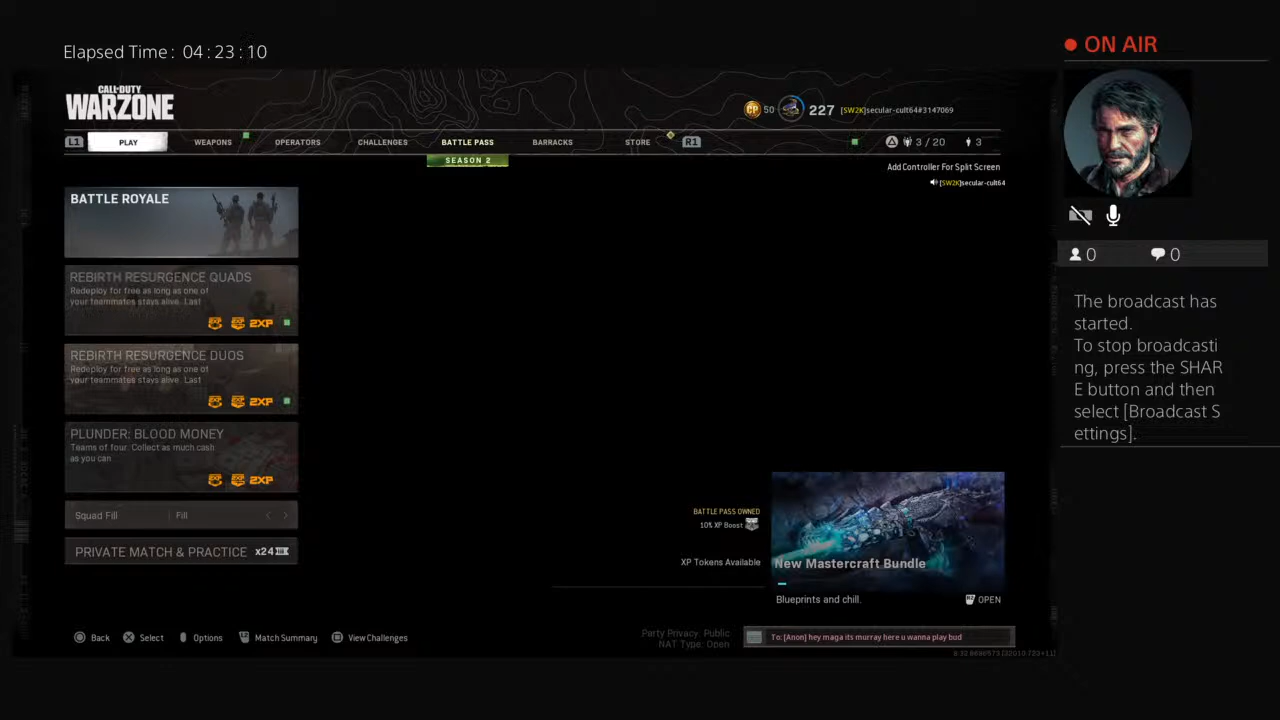 Elapsed Time: 04:23:10
ON AIR
CALL OF DUTY
WARZONE
CP 50 227 [SW2K]secular-cult64#3147069
L1 PLAY WEAPONS OPERATORS CHALLENGES BATTLE PASS BARRACKS STORE R1 3 / 20 3
SEASON 2
Add Controller For Split Screen
[SW2K]secular-cult64
BATTLE ROYALE
REBIRTH RESURGENCE QUADS
Redeploy for free as long as one of
your teammates stays alive. Last
2XP 2XP
REBIRTH RESURGENCE DUOS
Redeploy for free as long as one of
your teammates stays alive. Last
2XP 2XP
PLUNDER: BLOOD MONEY
Teams of four. Collect as much cash
as you can
2XP 2XP
Squad Fill Fill
PRIVATE MATCH & PRACTICE x24
BATTLE PASS OWNED
10% XP Boost
XP Tokens Available
New Mastercraft Bundle
Blueprints and chill.
OPEN
Back Select Options Match Summary View Challenges
Party Privacy: Public
NAT Type: Open
To: [Anon] hey maga its murray here u wanna play bud
0 0
The broadcast has
started.
To stop broadcasti
ng, press the SHAR
E button and then
select [Broadcast S
ettings].